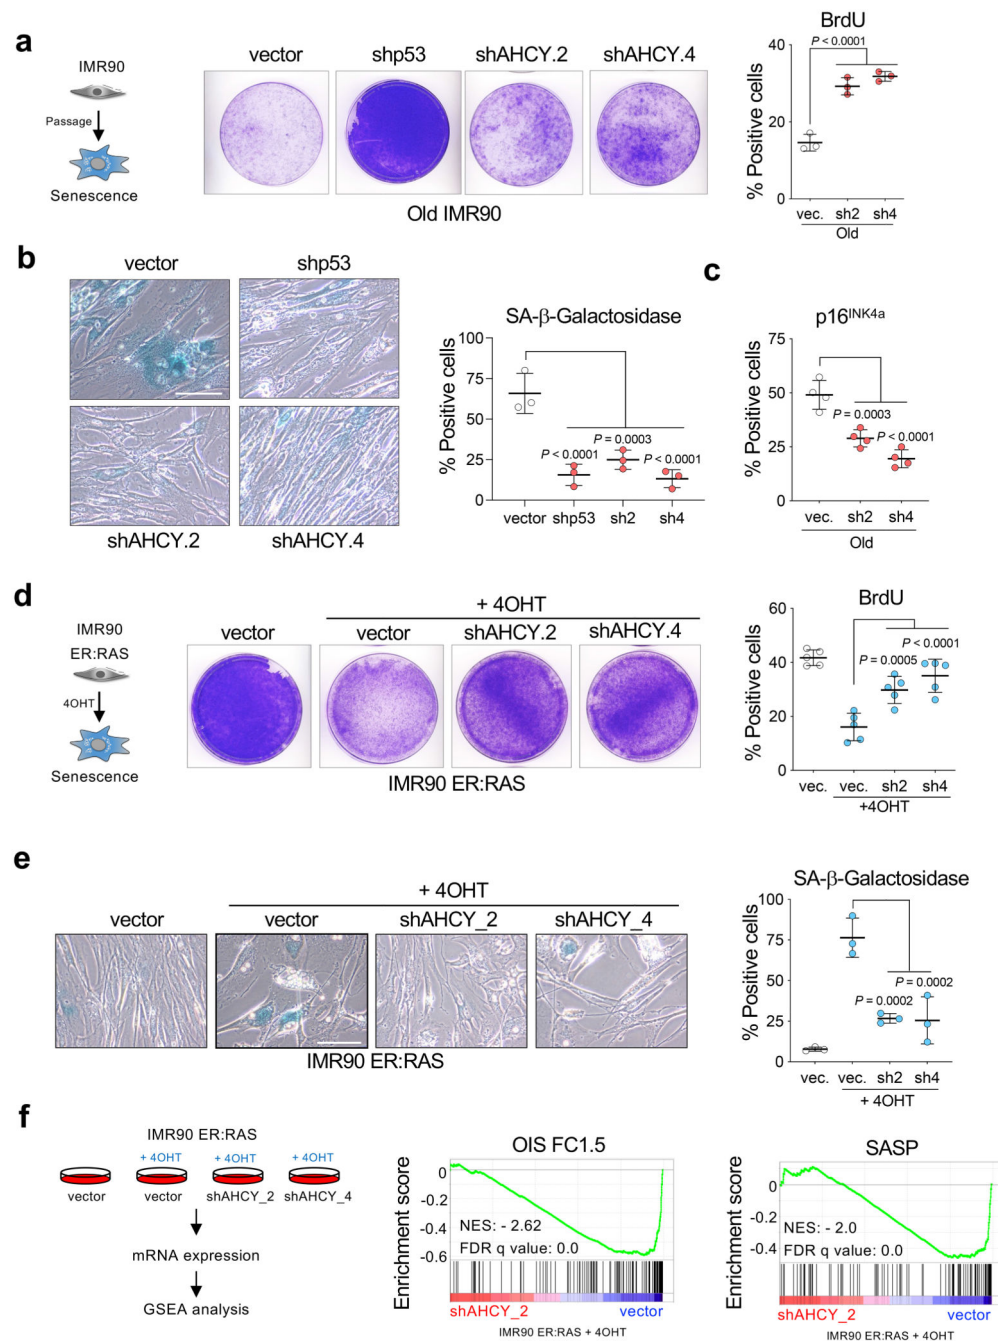 a
IMR90
Passage
Senescence
vector
shp53
shAHCY.2
shAHCY.4
Old IMR90
BrdU
P < 0.0001
% Positive cells
40
20
0
vec.
sh2
sh4
Old
b
vector
shp53
shAHCY.2
shAHCY.4
SA-β-Galactosidase
% Positive cells
100
75
50
25
0
P < 0.0001
P = 0.0003
P < 0.0001
vector
shp53
sh2
sh4
c
p16INK4a
% Positive cells
75
50
25
0
P = 0.0003
P < 0.0001
vec.
sh2
sh4
Old
d
IMR90
ER:RAS
4OHT
Senescence
+ 4OHT
vector
vector
shAHCY.2
shAHCY.4
IMR90 ER:RAS
BrdU
% Positive cells
60
40
20
0
P = 0.0005
P < 0.0001
vec.
vec.
sh2
sh4
+4OHT
e
+ 4OHT
vector
vector
shAHCY_2
shAHCY_4
IMR90 ER:RAS
SA-β-Galactosidase
% Positive cells
100
75
50
25
0
P = 0.0002
P = 0.0002
vec.
vec.
sh2
sh4
+ 4OHT
f
IMR90 ER:RAS
+ 4OHT
+ 4OHT
+ 4OHT
vector
vector
shAHCY_2
shAHCY_4
mRNA expression
GSEA analysis
OIS FC1.5
Enrichment score
0
-0.2
-0.4
-0.6
NES: - 2.62
FDR q value: 0.0
shAHCY_2
vector
IMR90 ER:RAS + 4OHT
SASP
Enrichment score
0
-0.2
-0.4
NES: - 2.0
FDR q value: 0.0
shAHCY_2
vector
IMR90 ER:RAS + 4OHT